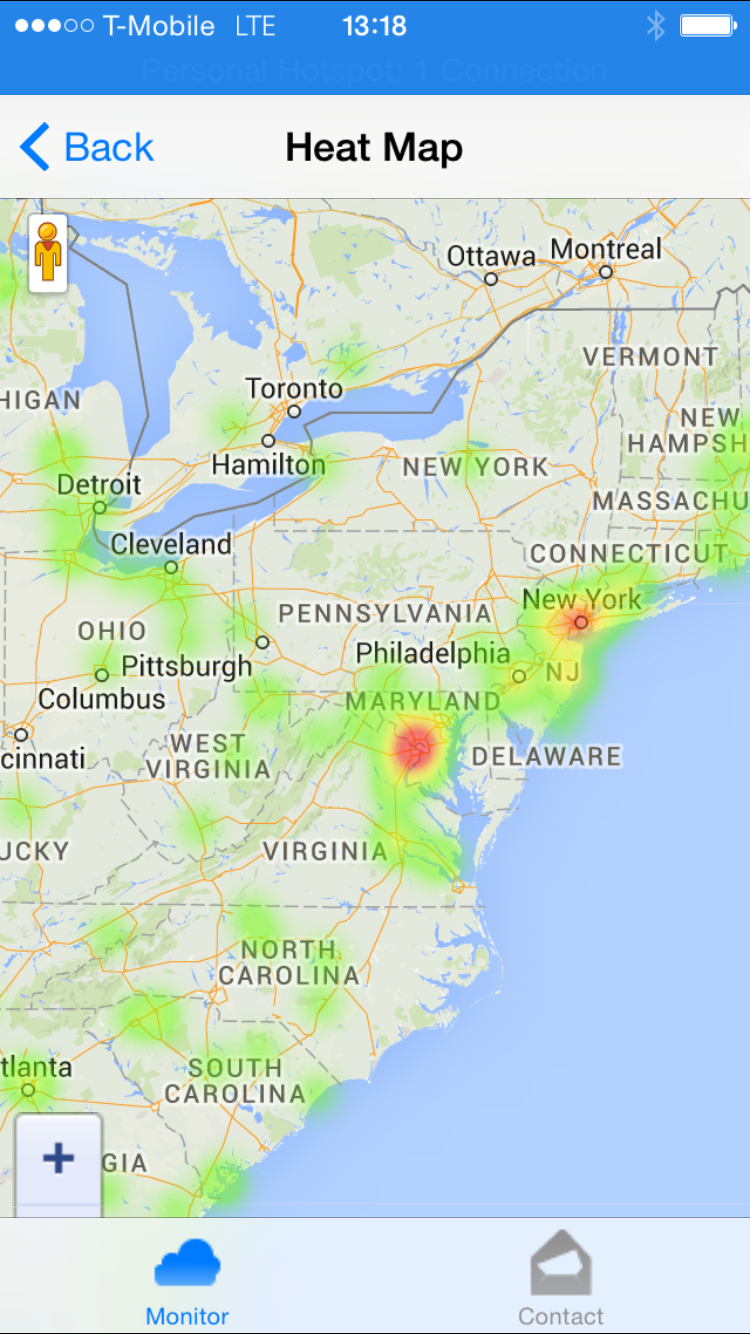 T-Mobile LTE 13:18
Personal Hotspot: 1 Connection
Back Heat Map
Ottawa Montreal
VERMONT
Toronto
HIGAN
NEW
HAMPSH
Hamilton NEW YORK
Detroit
MASSACHU
Cleveland CONNECTICUT
New York
PENNSYLVANIA
OHIO
Philadelphia
Pittsburgh NJ
Columbus MARYLAND
WEST
VIRGINIA
cinnati DELAWARE
UCKY VIRGINIA
NORTH
CAROLINA
tlanta SOUTH
CAROLINA
+ GIA
Monitor Contact